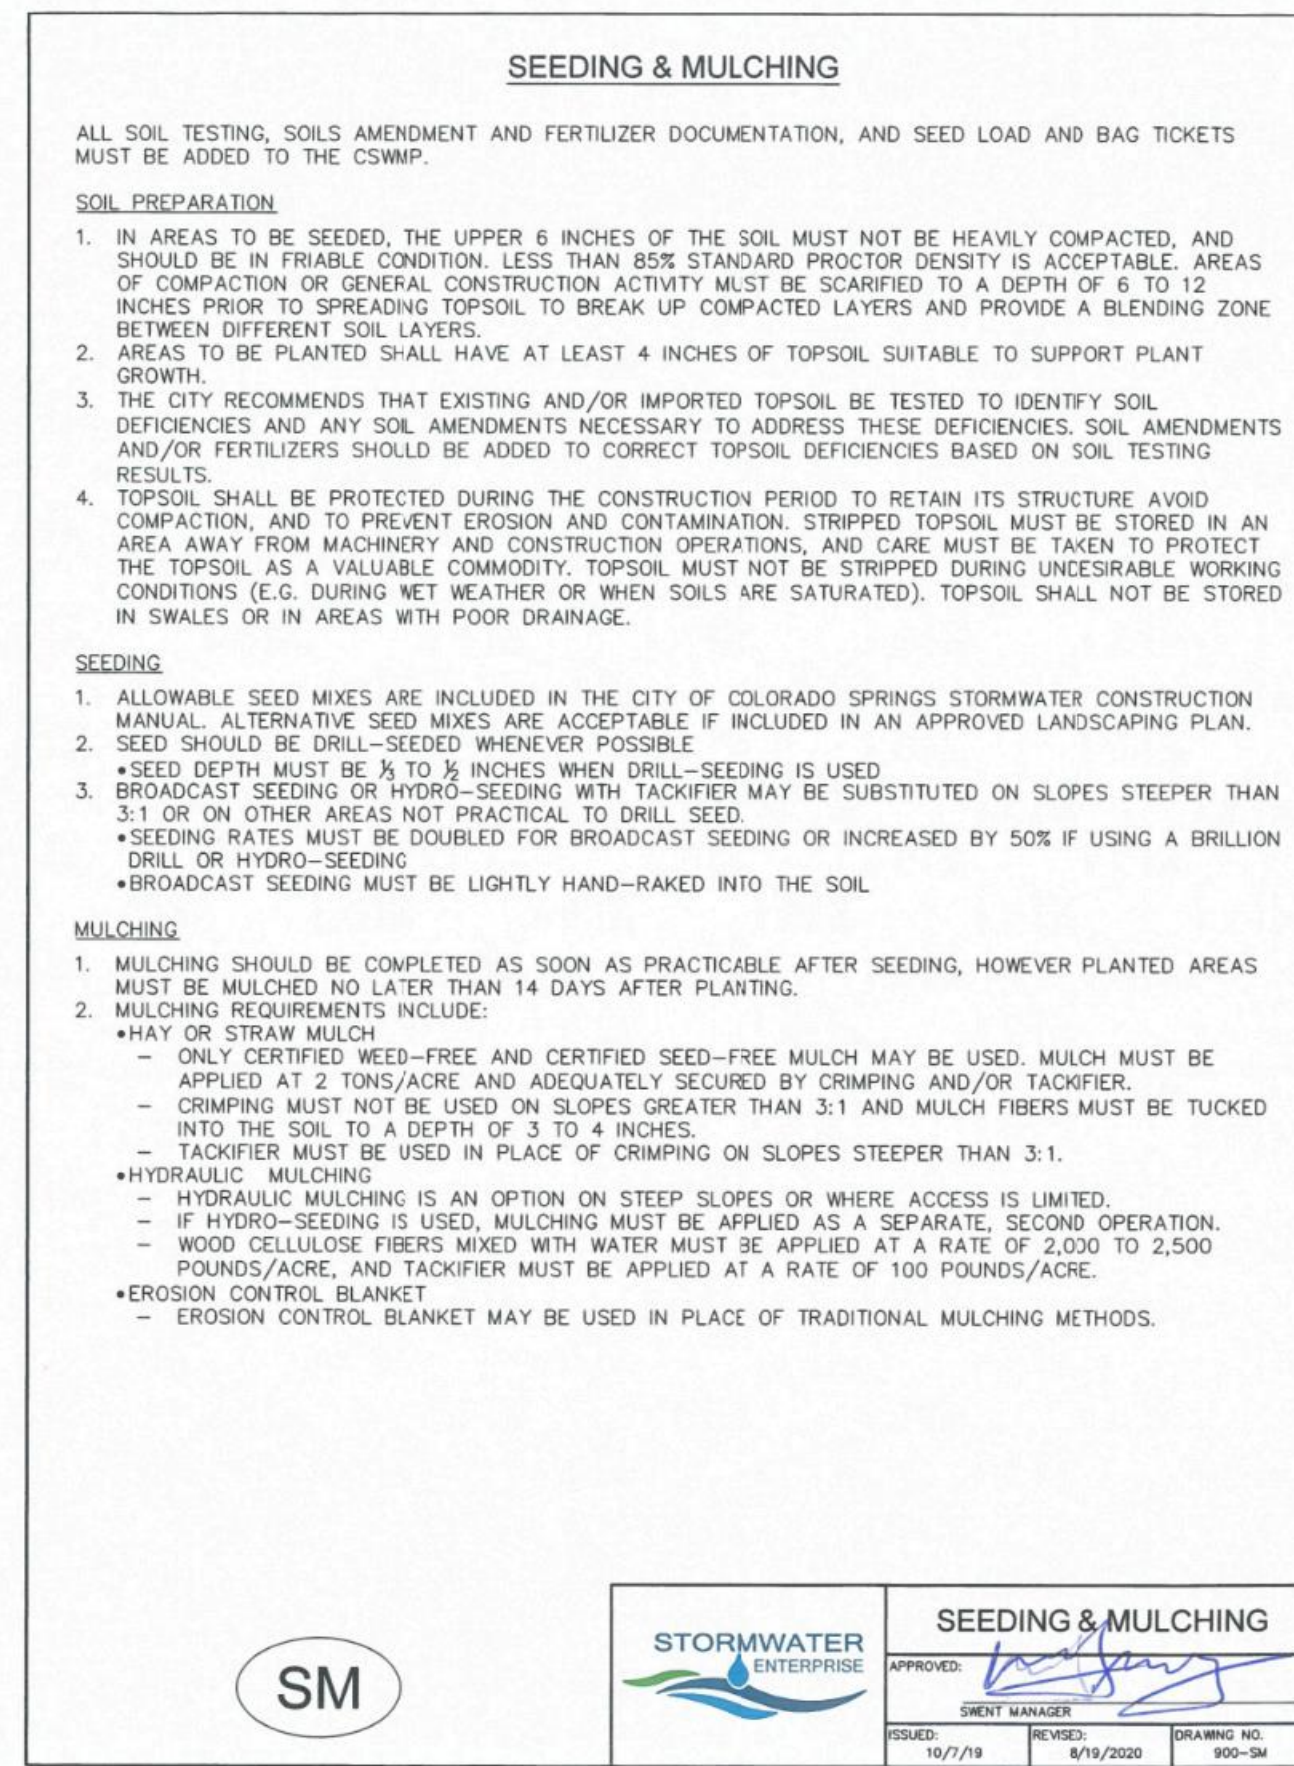 SEEDING & MULCHING
ALL SOIL TESTING, SOILS AMENDMENT AND FERTILIZER DOCUMENTATION, AND SEED LOAD AND BAG TICKETS
MUST BE ADDED TO THE CSWMP.
SOIL PREPARATION
1. IN AREAS TO BE SEEDED, THE UPPER 6 INCHES OF THE SOIL MUST NOT BE HEAVILY COMPACTED, AND
SHOULD BE IN FRIABLE CONDITION. LESS THAN 85% STANDARD PROCTOR DENSITY IS ACCEPTABLE. AREAS
OF COMPACTION OR GENERAL CONSTRUCTION ACTIVITY MUST BE SCARIFIED TO A DEPTH OF 6 TO 12
INCHES PRIOR TO SPREADING TOPSOIL TO BREAK UP COMPACTED LAYERS AND PROVIDE A BLENDING ZONE
BETWEEN DIFFERENT SOIL LAYERS.
2. AREAS TO BE PLANTED SHALL HAVE AT LEAST 4 INCHES OF TOPSOIL SUITABLE TO SUPPORT PLANT
GROWTH.
3. THE CITY RECOMMENDS THAT EXISTING AND/OR IMPORTED TOPSOIL BE TESTED TO IDENTIFY SOIL
DEFICIENCIES AND ANY SOIL AMENDMENTS NECESSARY TO ADDRESS THESE DEFICIENCIES. SOIL AMENDMENTS
AND/OR FERTILIZERS SHOULD BE ADDED TO CORRECT TOPSOIL DEFICIENCIES BASED ON SOIL TESTING
RESULTS.
4. TOPSOIL SHALL BE PROTECTED DURING THE CONSTRUCTION PERIOD TO RETAIN ITS STRUCTURE AVOID
COMPACTION, AND TO PREVENT EROSION AND CONTAMINATION. STRIPPED TOPSOIL MUST BE STORED IN AN
AREA AWAY FROM MACHINERY AND CONSTRUCTION OPERATIONS, AND CARE MUST BE TAKEN TO PROTECT
THE TOPSOIL AS A VALUABLE COMMODITY. TOPSOIL MUST NOT BE STRIPPED DURING UNDESIRABLE WORKING
CONDITIONS (E.G. DURING WET WEATHER OR WHEN SOILS ARE SATURATED). TOPSOIL SHALL NOT BE STORED
IN SWALES OR IN AREAS WITH POOR DRAINAGE.
SEEDING
1. ALLOWABLE SEED MIXES ARE INCLUDED IN THE CITY OF COLORADO SPRINGS STORMWATER CONSTRUCTION
MANUAL. ALTERNATIVE SEED MIXES ARE ACCEPTABLE IF INCLUDED IN AN APPROVED LANDSCAPING PLAN.
2. SEED SHOULD BE DRILL-SEEDED WHENEVER POSSIBLE
•SEED DEPTH MUST BE ⅓ TO ½ INCHES WHEN DRILL-SEEDING IS USED
3. BROADCAST SEEDING OR HYDRO-SEEDING WITH TACKIFIER MAY BE SUBSTITUTED ON SLOPES STEEPER THAN
3:1 OR ON OTHER AREAS NOT PRACTICAL TO DRILL SEED.
•SEEDING RATES MUST BE DOUBLED FOR BROADCAST SEEDING OR INCREASED BY 50% IF USING A BRILLION
DRILL OR HYDRO-SEEDING
•BROADCAST SEEDING MUST BE LIGHTLY HAND-RAKED INTO THE SOIL
MULCHING
1. MULCHING SHOULD BE COMPLETED AS SOON AS PRACTICABLE AFTER SEEDING, HOWEVER PLANTED AREAS
MUST BE MULCHED NO LATER THAN 14 DAYS AFTER PLANTING.
2. MULCHING REQUIREMENTS INCLUDE:
•HAY OR STRAW MULCH
– ONLY CERTIFIED WEED-FREE AND CERTIFIED SEED-FREE MULCH MAY BE USED. MULCH MUST BE
APPLIED AT 2 TONS/ACRE AND ADEQUATELY SECURED BY CRIMPING AND/OR TACKIFIER.
– CRIMPING MUST NOT BE USED ON SLOPES GREATER THAN 3:1 AND MULCH FIBERS MUST BE TUCKED
INTO THE SOIL TO A DEPTH OF 3 TO 4 INCHES.
– TACKIFIER MUST BE USED IN PLACE OF CRIMPING ON SLOPES STEEPER THAN 3:1.
•HYDRAULIC MULCHING
– HYDRAULIC MULCHING IS AN OPTION ON STEEP SLOPES OR WHERE ACCESS IS LIMITED.
– IF HYDRO-SEEDING IS USED, MULCHING MUST BE APPLIED AS A SEPARATE, SECOND OPERATION.
– WOOD CELLULOSE FIBERS MIXED WITH WATER MUST BE APPLIED AT A RATE OF 2,000 TO 2,500
POUNDS/ACRE, AND TACKIFIER MUST BE APPLIED AT A RATE OF 100 POUNDS/ACRE.
•EROSION CONTROL BLANKET
– EROSION CONTROL BLANKET MAY BE USED IN PLACE OF TRADITIONAL MULCHING METHODS.
SM
STORMWATER
ENTERPRISE
SEEDING & MULCHING
APPROVED:
SWENT MANAGER
ISSUED: REVISED: DRAWING NO.
10/7/19 8/19/2020 900-SM